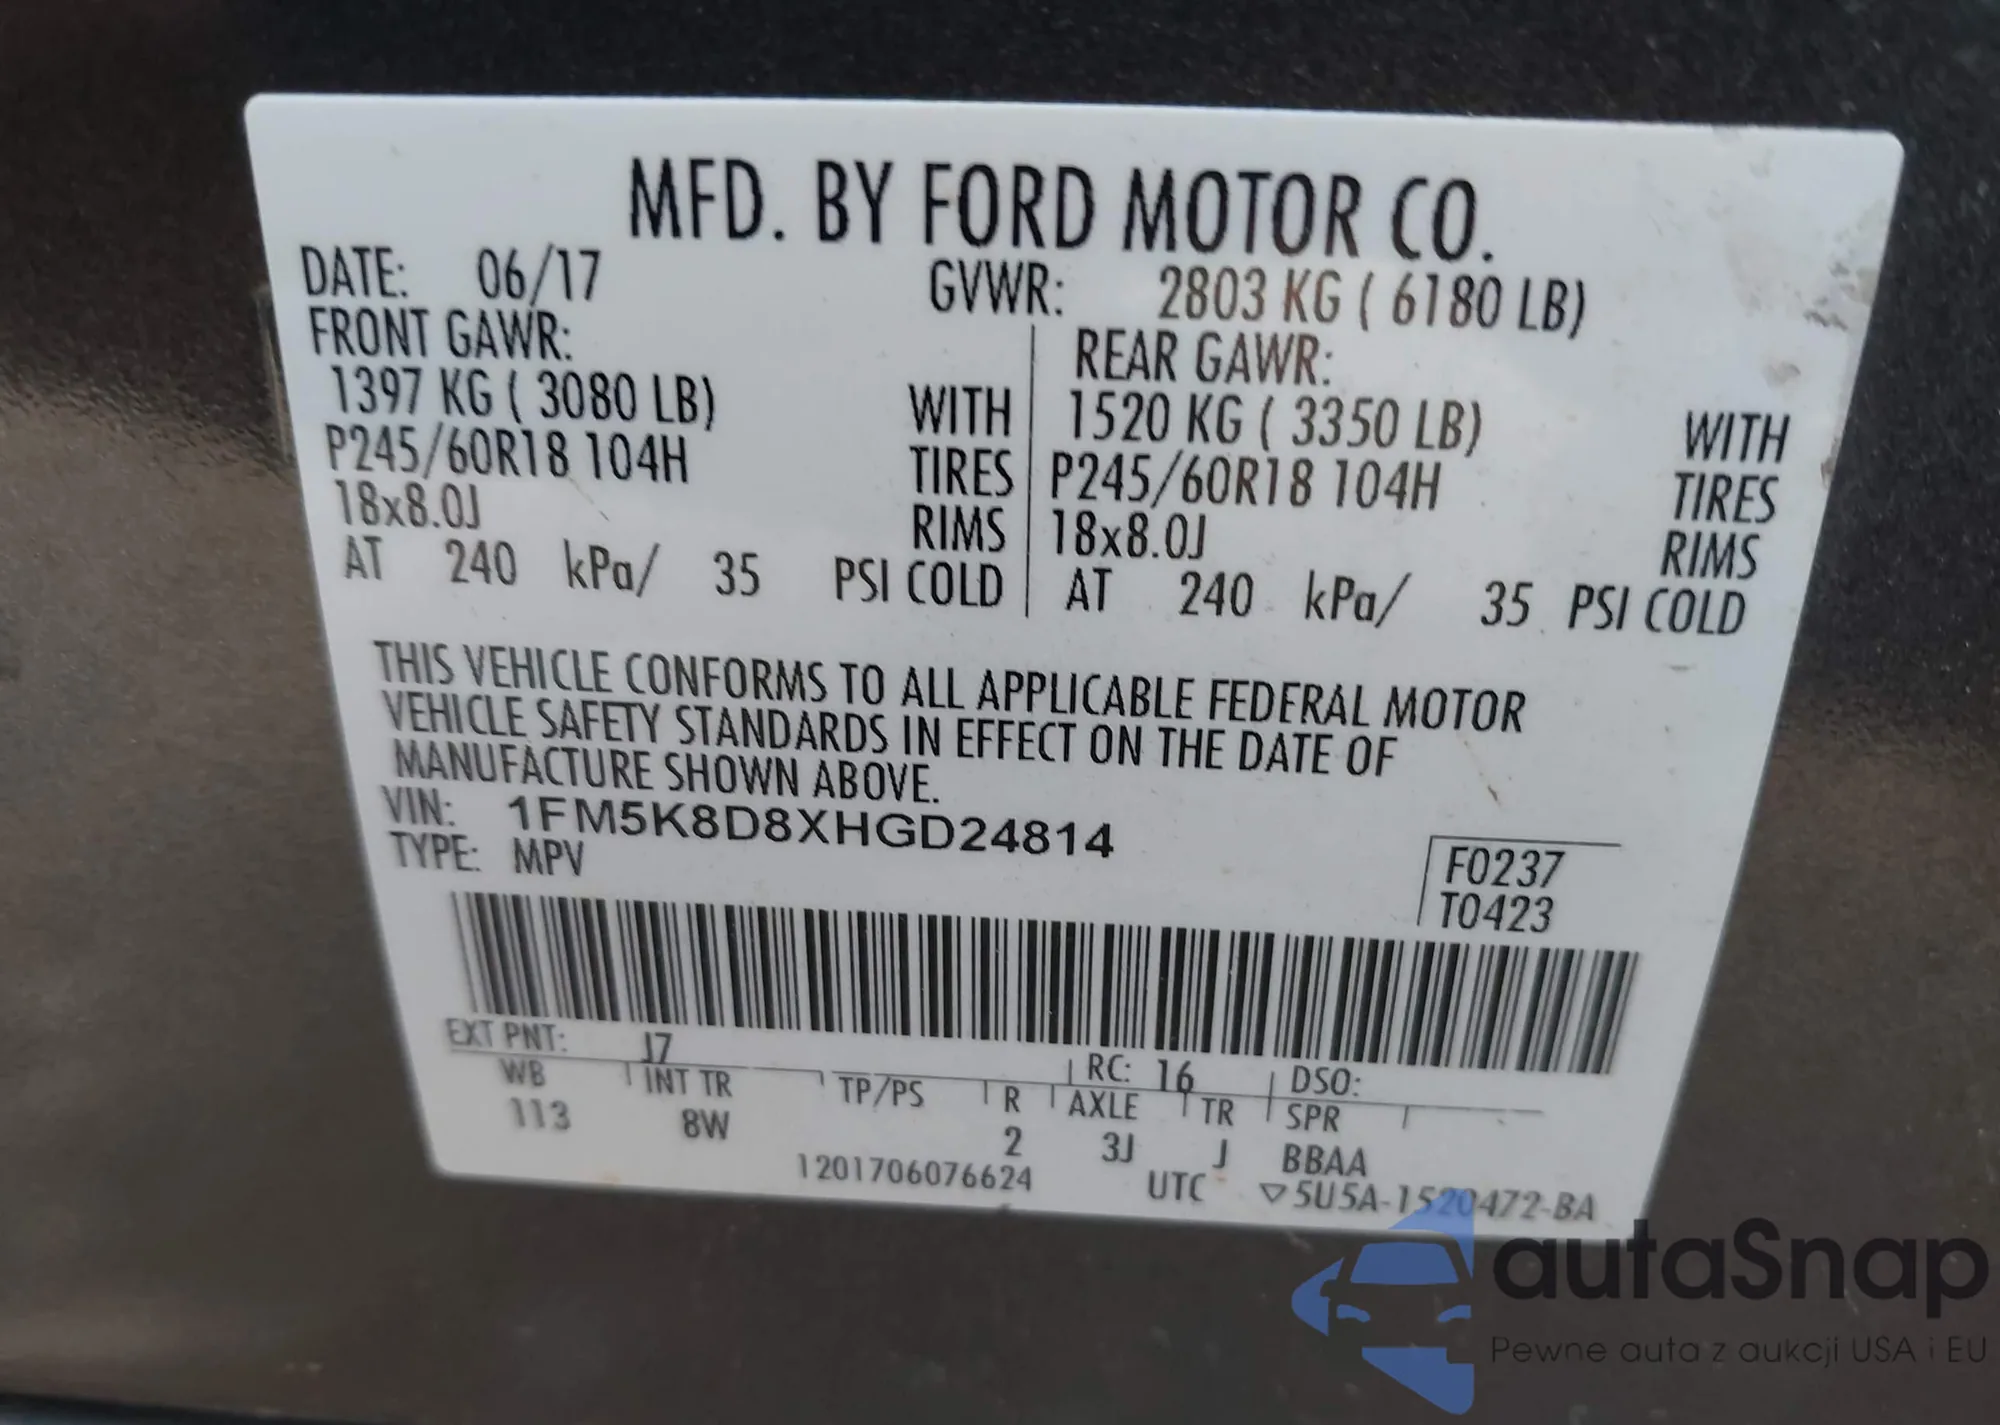 MFD. BY FORD MOTOR CO.
DATE: 06/17 GVWR: 2803 KG ( 6180 LB)
FRONT GAWR: REAR GAWR:
1397 KG ( 3080 LB) WITH 1520 KG ( 3350 LB) WITH
P245/60R18 104H TIRES P245/60R18 104H TIRES
18x8.0J RIMS 18x8.0J RIMS
AT 240 kPa/ 35 PSI COLD AT 240 kPa/ 35 PSI COLD
THIS VEHICLE CONFORMS TO ALL APPLICABLE FEDERAL MOTOR
VEHICLE SAFETY STANDARDS IN EFFECT ON THE DATE OF
MANUFACTURE SHOWN ABOVE.
VIN: 1FM5K8D8XHGD24814
TYPE: MPV
F0237
T0423
EXT PNT: J7 RC: 16 DSO:
WB INT TR TP/PS R AXLE TR SPR
113 8W 2 3J J BBAA
1201706076624 UTC ▽5U5A-1520472-BA
autaSnap
Pewne auta z aukcji USA i EU